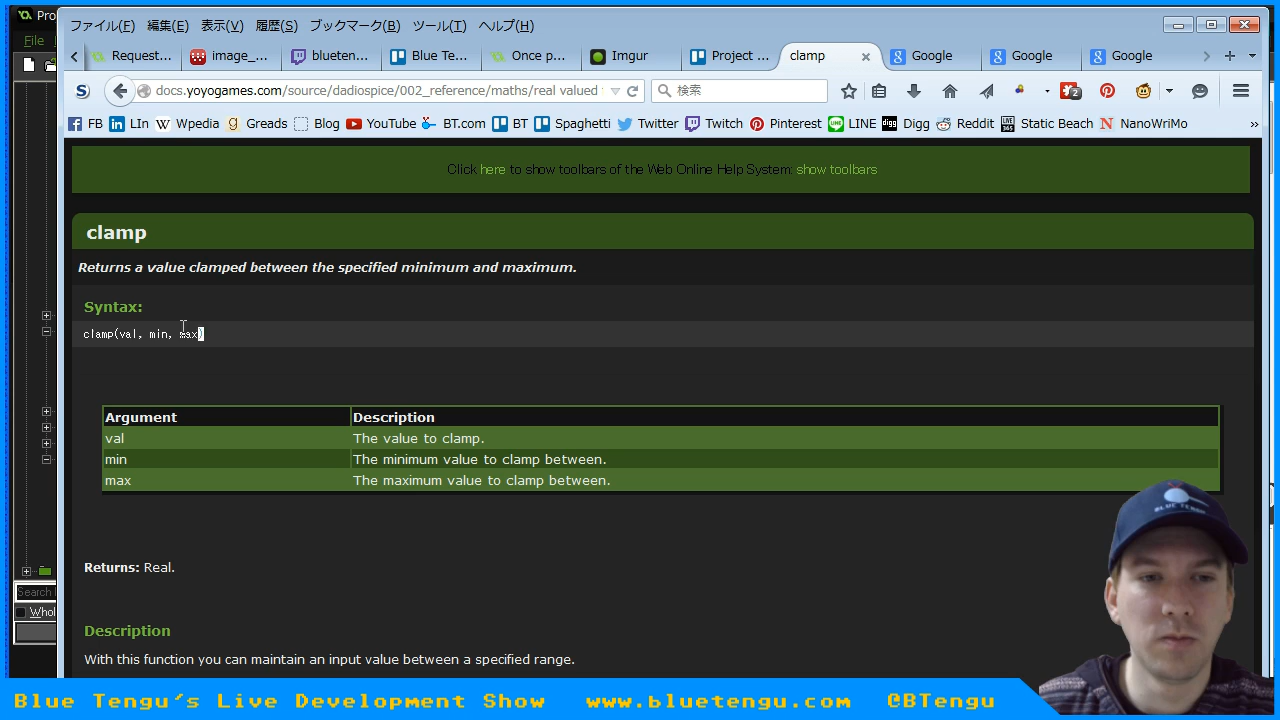 Pro
File
ファイル(F) 編集(E) 表示(V) 履歴(S) ブックマーク(B) ツール(T) ヘルプ(H)
Request... image_... blueten... Blue Te... Once p... Imgur Project ... clamp Google Google Google
docs.yoyogames.com/source/dadiospice/002_reference/maths/real valued 検索 2
FB LIn Wpedia Greads Blog YouTube BT.com BT Spaghetti Twitter Twitch Pinterest LINE Digg Reddit Static Beach NanoWriMo »
Click here to show toolbars of the Web Online Help System: show toolbars
clamp
Returns a value clamped between the specified minimum and maximum.
Syntax:
clamp(val, min, max)
Argument Description
val The value to clamp.
min The minimum value to clamp between.
max The maximum value to clamp between.
Returns: Real.
Description
With this function you can maintain an input value between a specified range.
Search
Whol
BLUE TENGU
Blue Tengu's Live Development Show www.bluetengu.com @BTengu